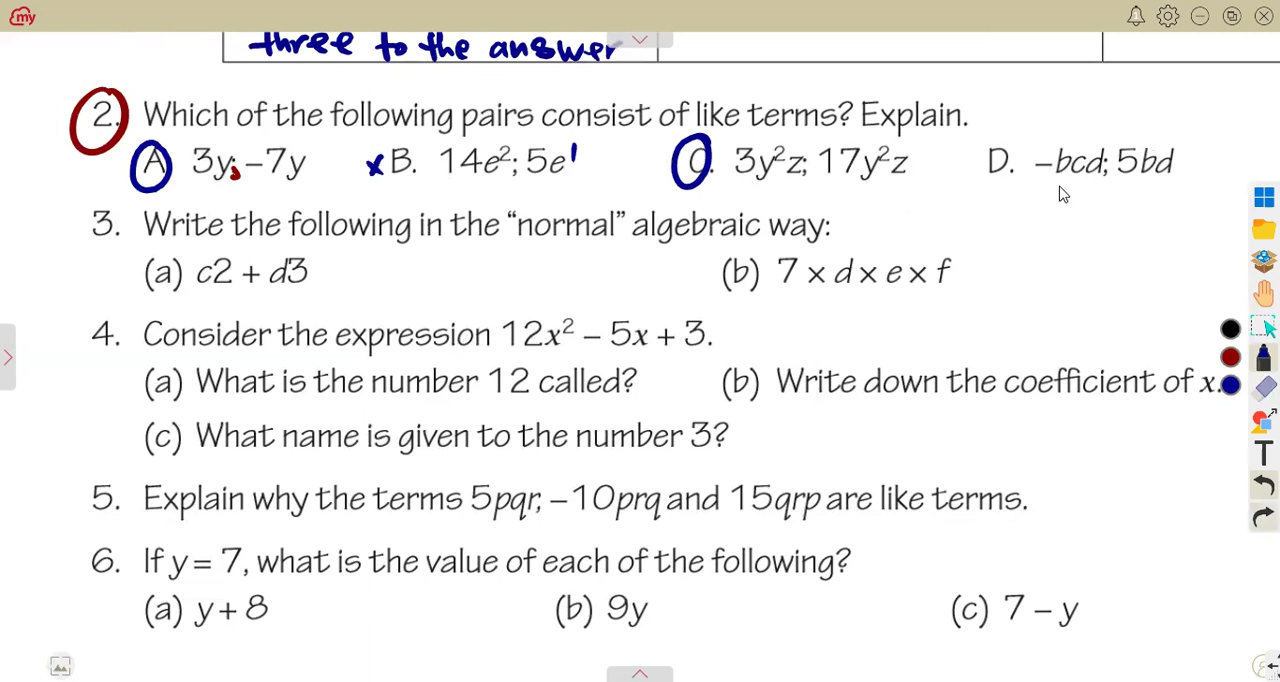 my
three to the answer
2. Which of the following pairs consist of like terms? Explain.
A 3y; −7y x B. 14e²; 5e¹ C. 3y²z; 17y²z D. −bcd; 5bd
3. Write the following in the “normal” algebraic way:
(a) c2 + d3 (b) 7 × d × e × f
4. Consider the expression 12x² − 5x + 3.
(a) What is the number 12 called? (b) Write down the coefficient of x.
(c) What name is given to the number 3?
5. Explain why the terms 5pqr, −10prq and 15qrp are like terms.
6. If y = 7, what is the value of each of the following?
(a) y + 8 (b) 9y (c) 7 − y
T